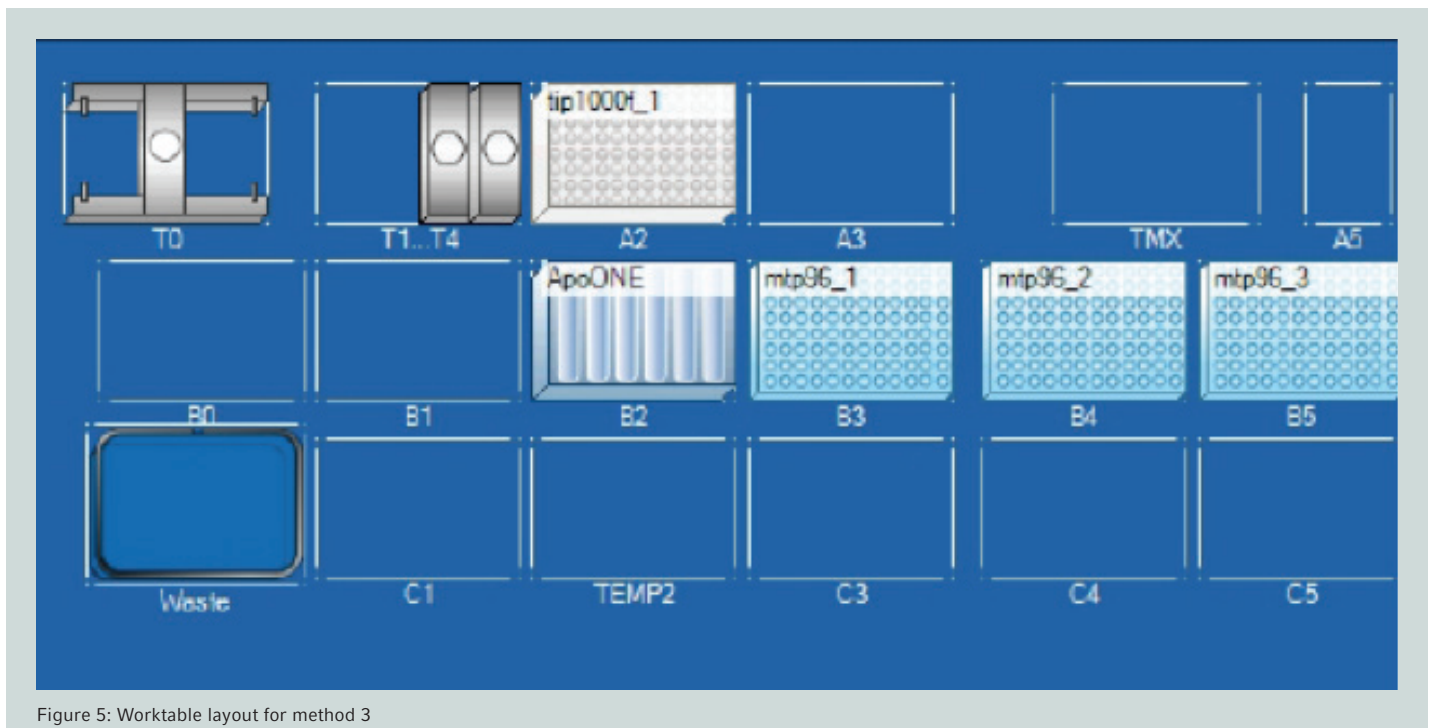 tip1000f_1
T0 T1...T4 A2 A3 TMX A5
ApoONE mtp96_1 mtp96_2 mtp96_3
B0 B1 B2 B3 B4 B5
Waste C1 TEMP2 C3 C4 C5
Figure 5: Worktable layout for method 3